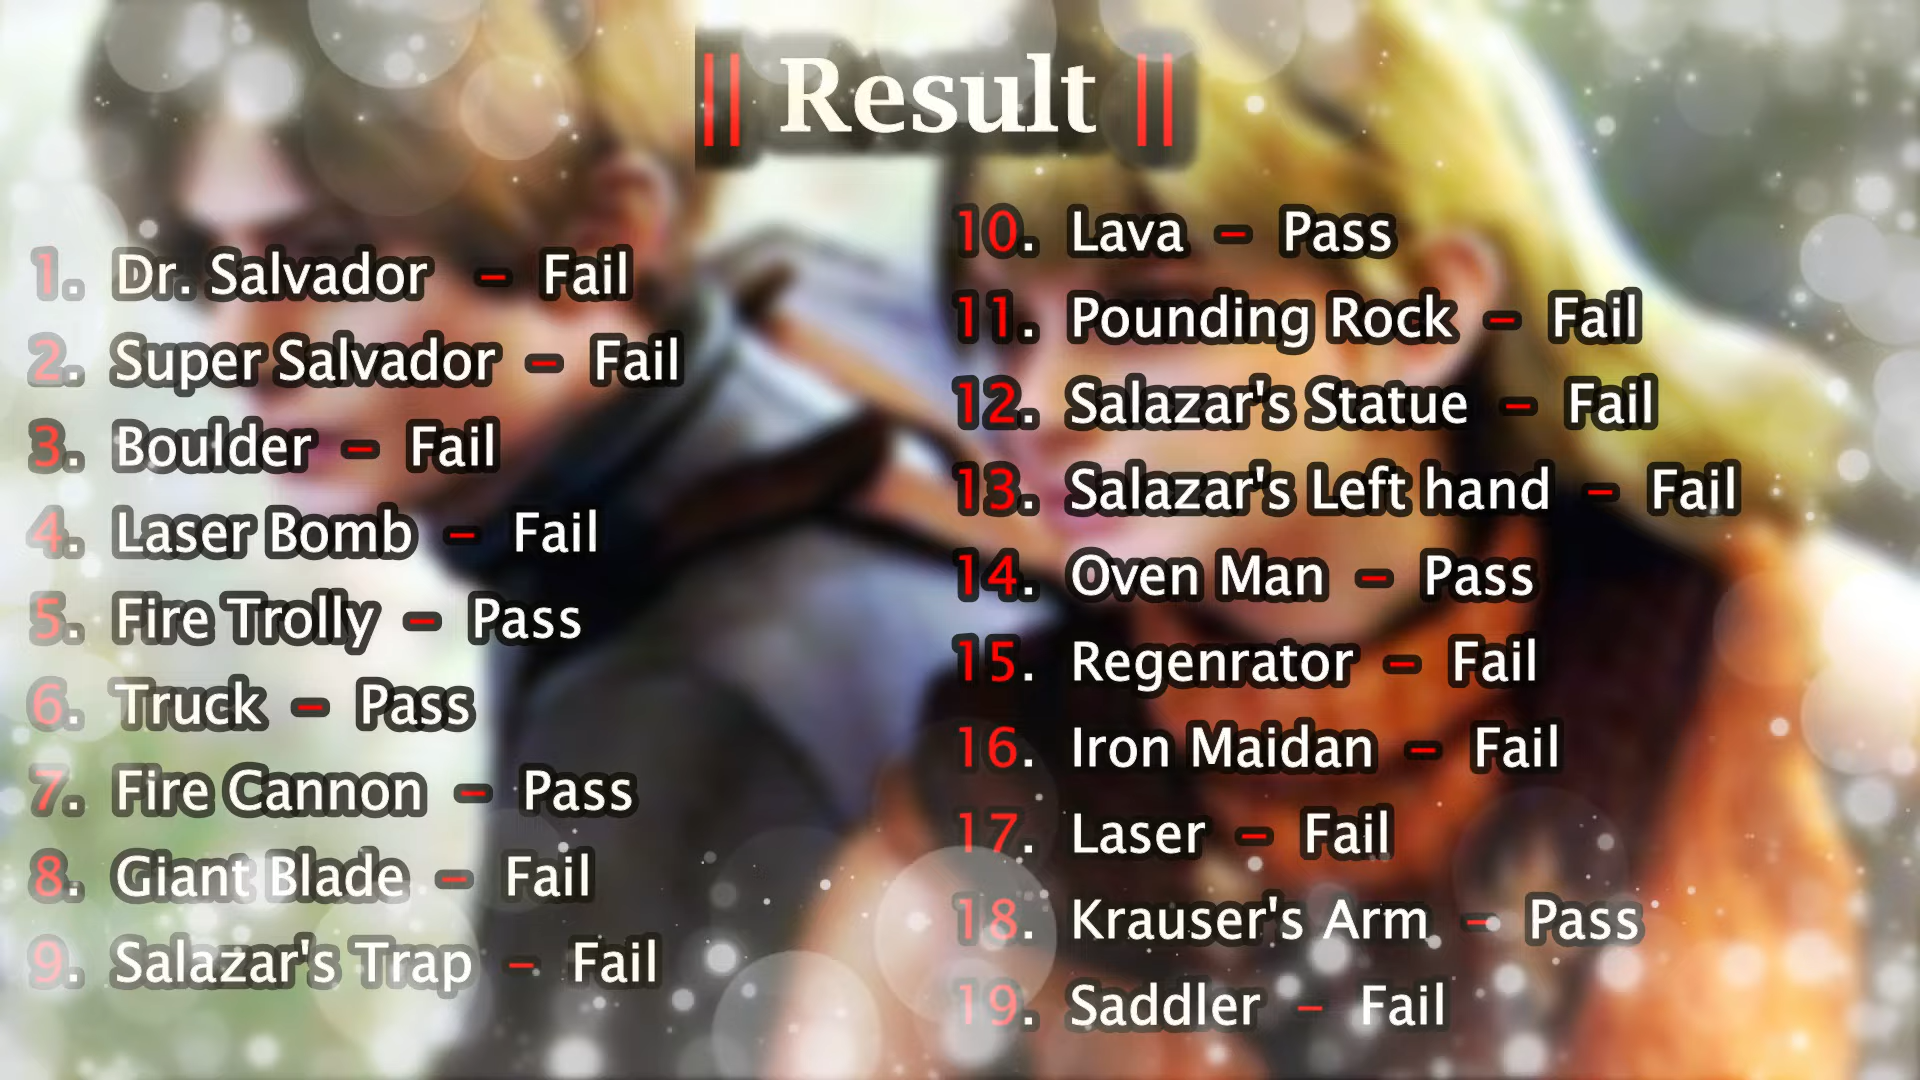 || Result ||
1. Dr. Salvador – Fail
2. Super Salvador – Fail
3. Boulder – Fail
4. Laser Bomb – Fail
5. Fire Trolly – Pass
6. Truck – Pass
7. Fire Cannon – Pass
8. Giant Blade – Fail
9. Salazar's Trap – Fail
10. Lava – Pass
11. Pounding Rock – Fail
12. Salazar's Statue – Fail
13. Salazar's Left hand – Fail
14. Oven Man – Pass
15. Regenrator – Fail
16. Iron Maidan – Fail
17. Laser – Fail
18. Krauser's Arm – Pass
19. Saddler – Fail